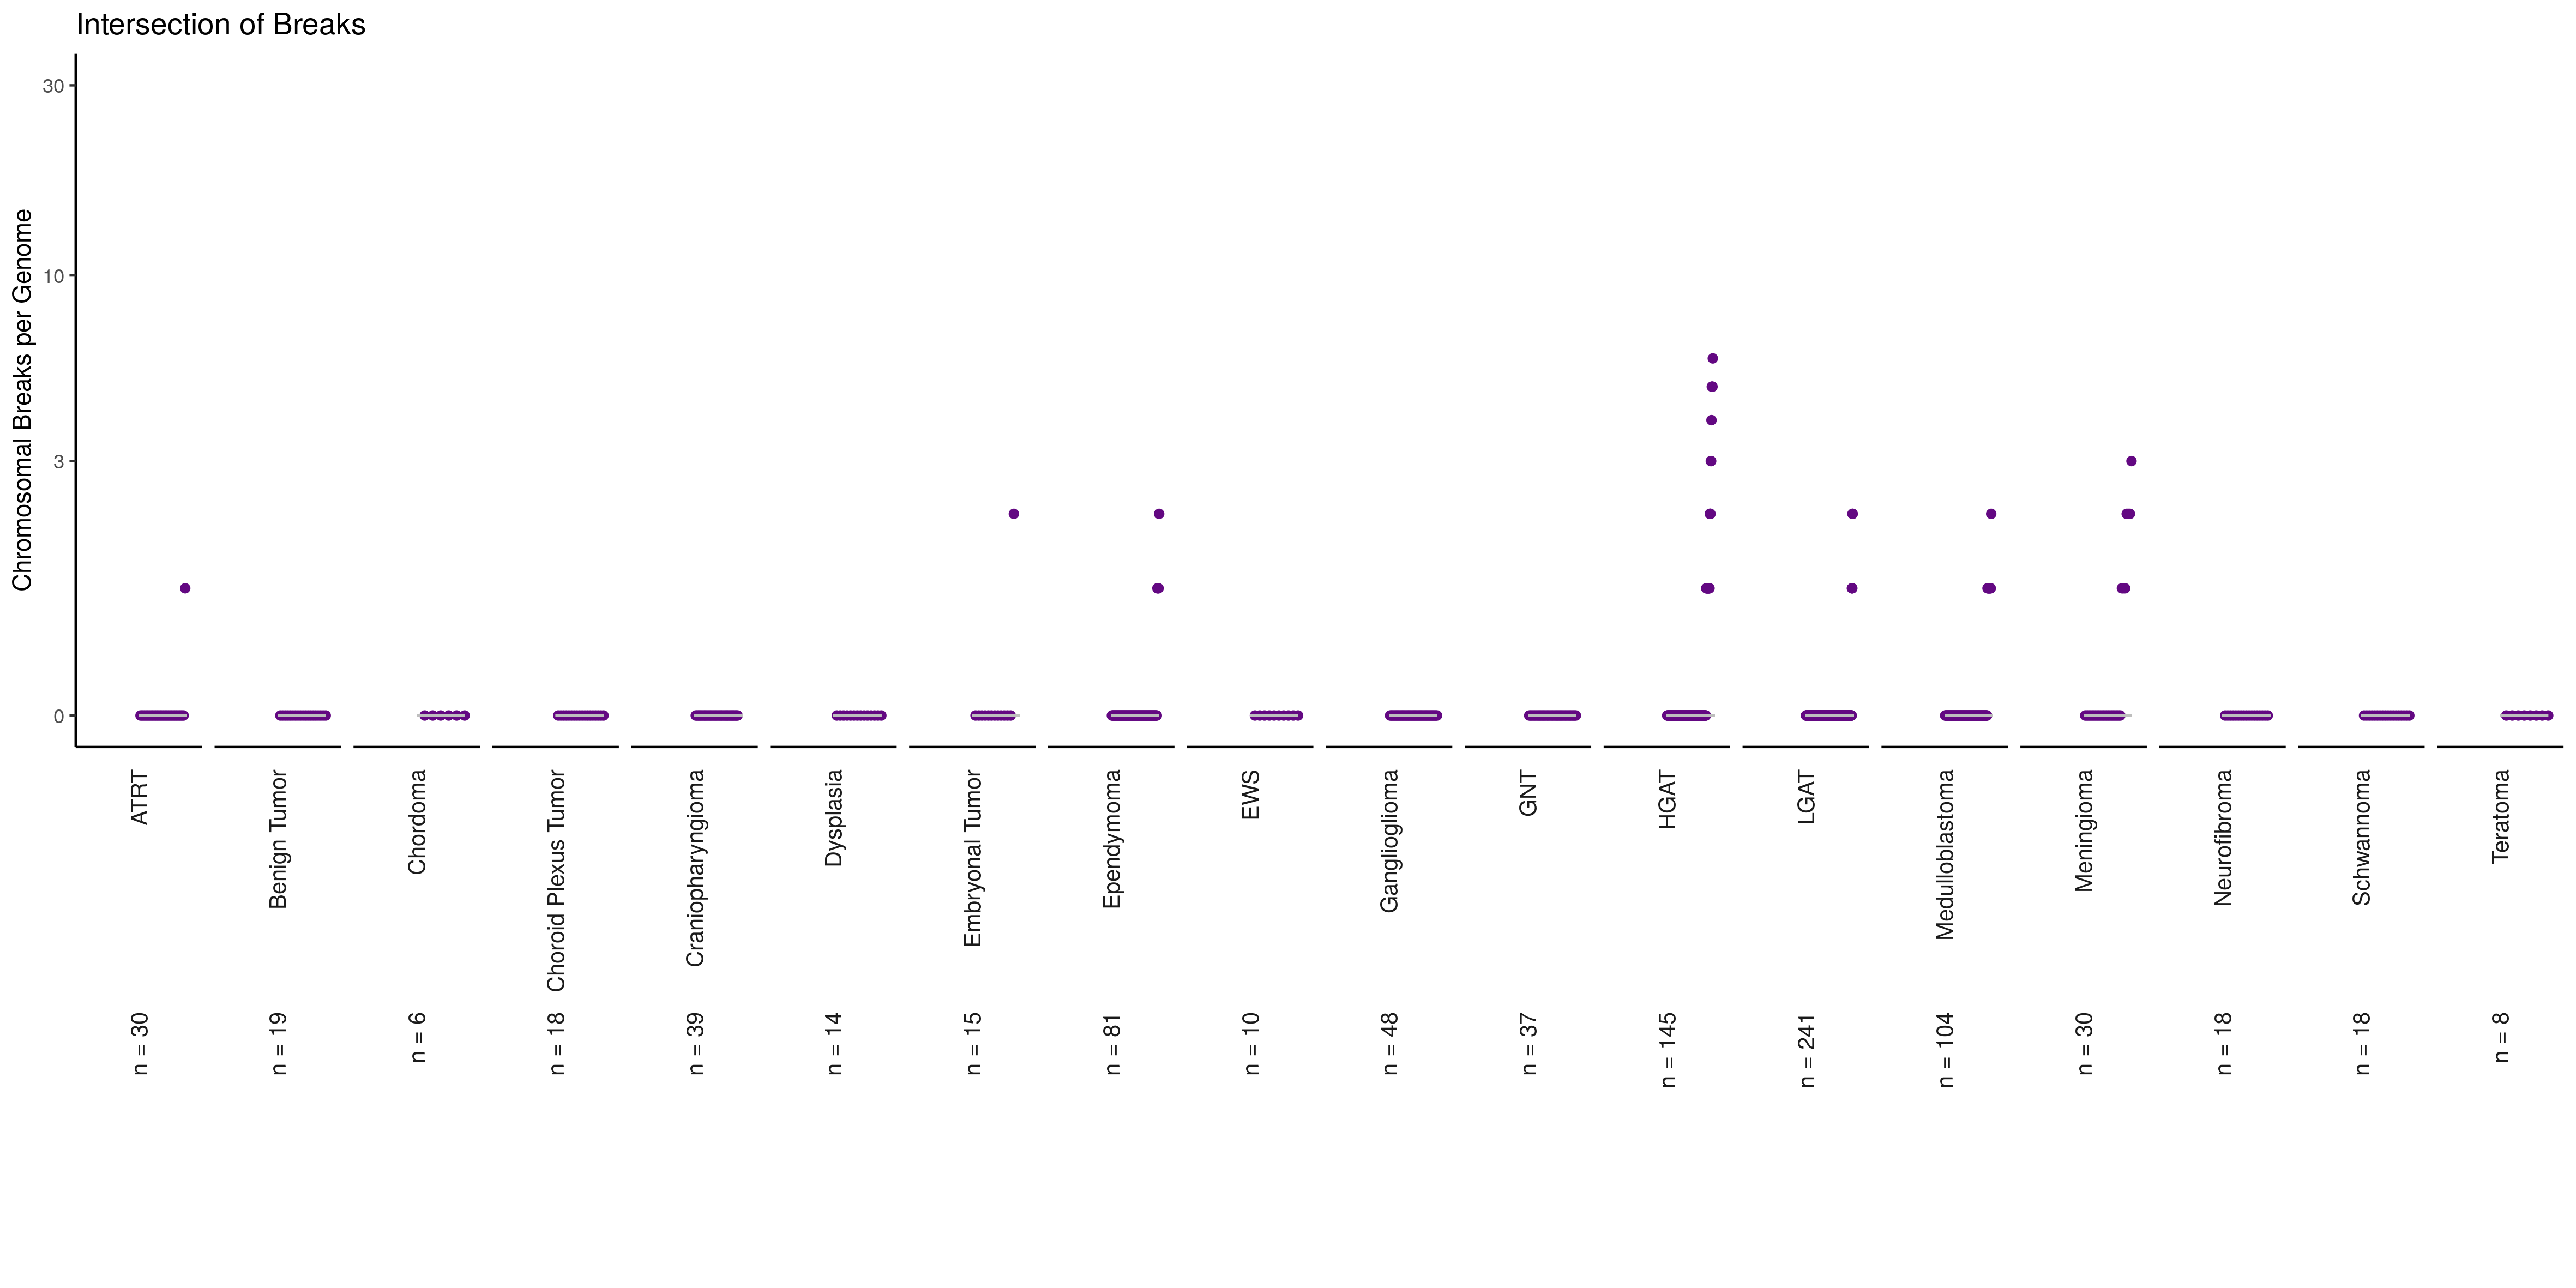 Intersection of Breaks
Chromosomal Breaks per Genome
30
10
3
0
ATRT
Benign Tumor
Chordoma
Choroid Plexus Tumor
Craniopharyngioma
Dysplasia
Embryonal Tumor
Ependymoma
EWS
Ganglioglioma
GNT
HGAT
LGAT
Medulloblastoma
Meningioma
Neurofibroma
Schwannoma
Teratoma
n = 30
n = 19
n = 6
n = 18
n = 39
n = 14
n = 15
n = 81
n = 10
n = 48
n = 37
n = 145
n = 241
n = 104
n = 30
n = 18
n = 18
n = 8